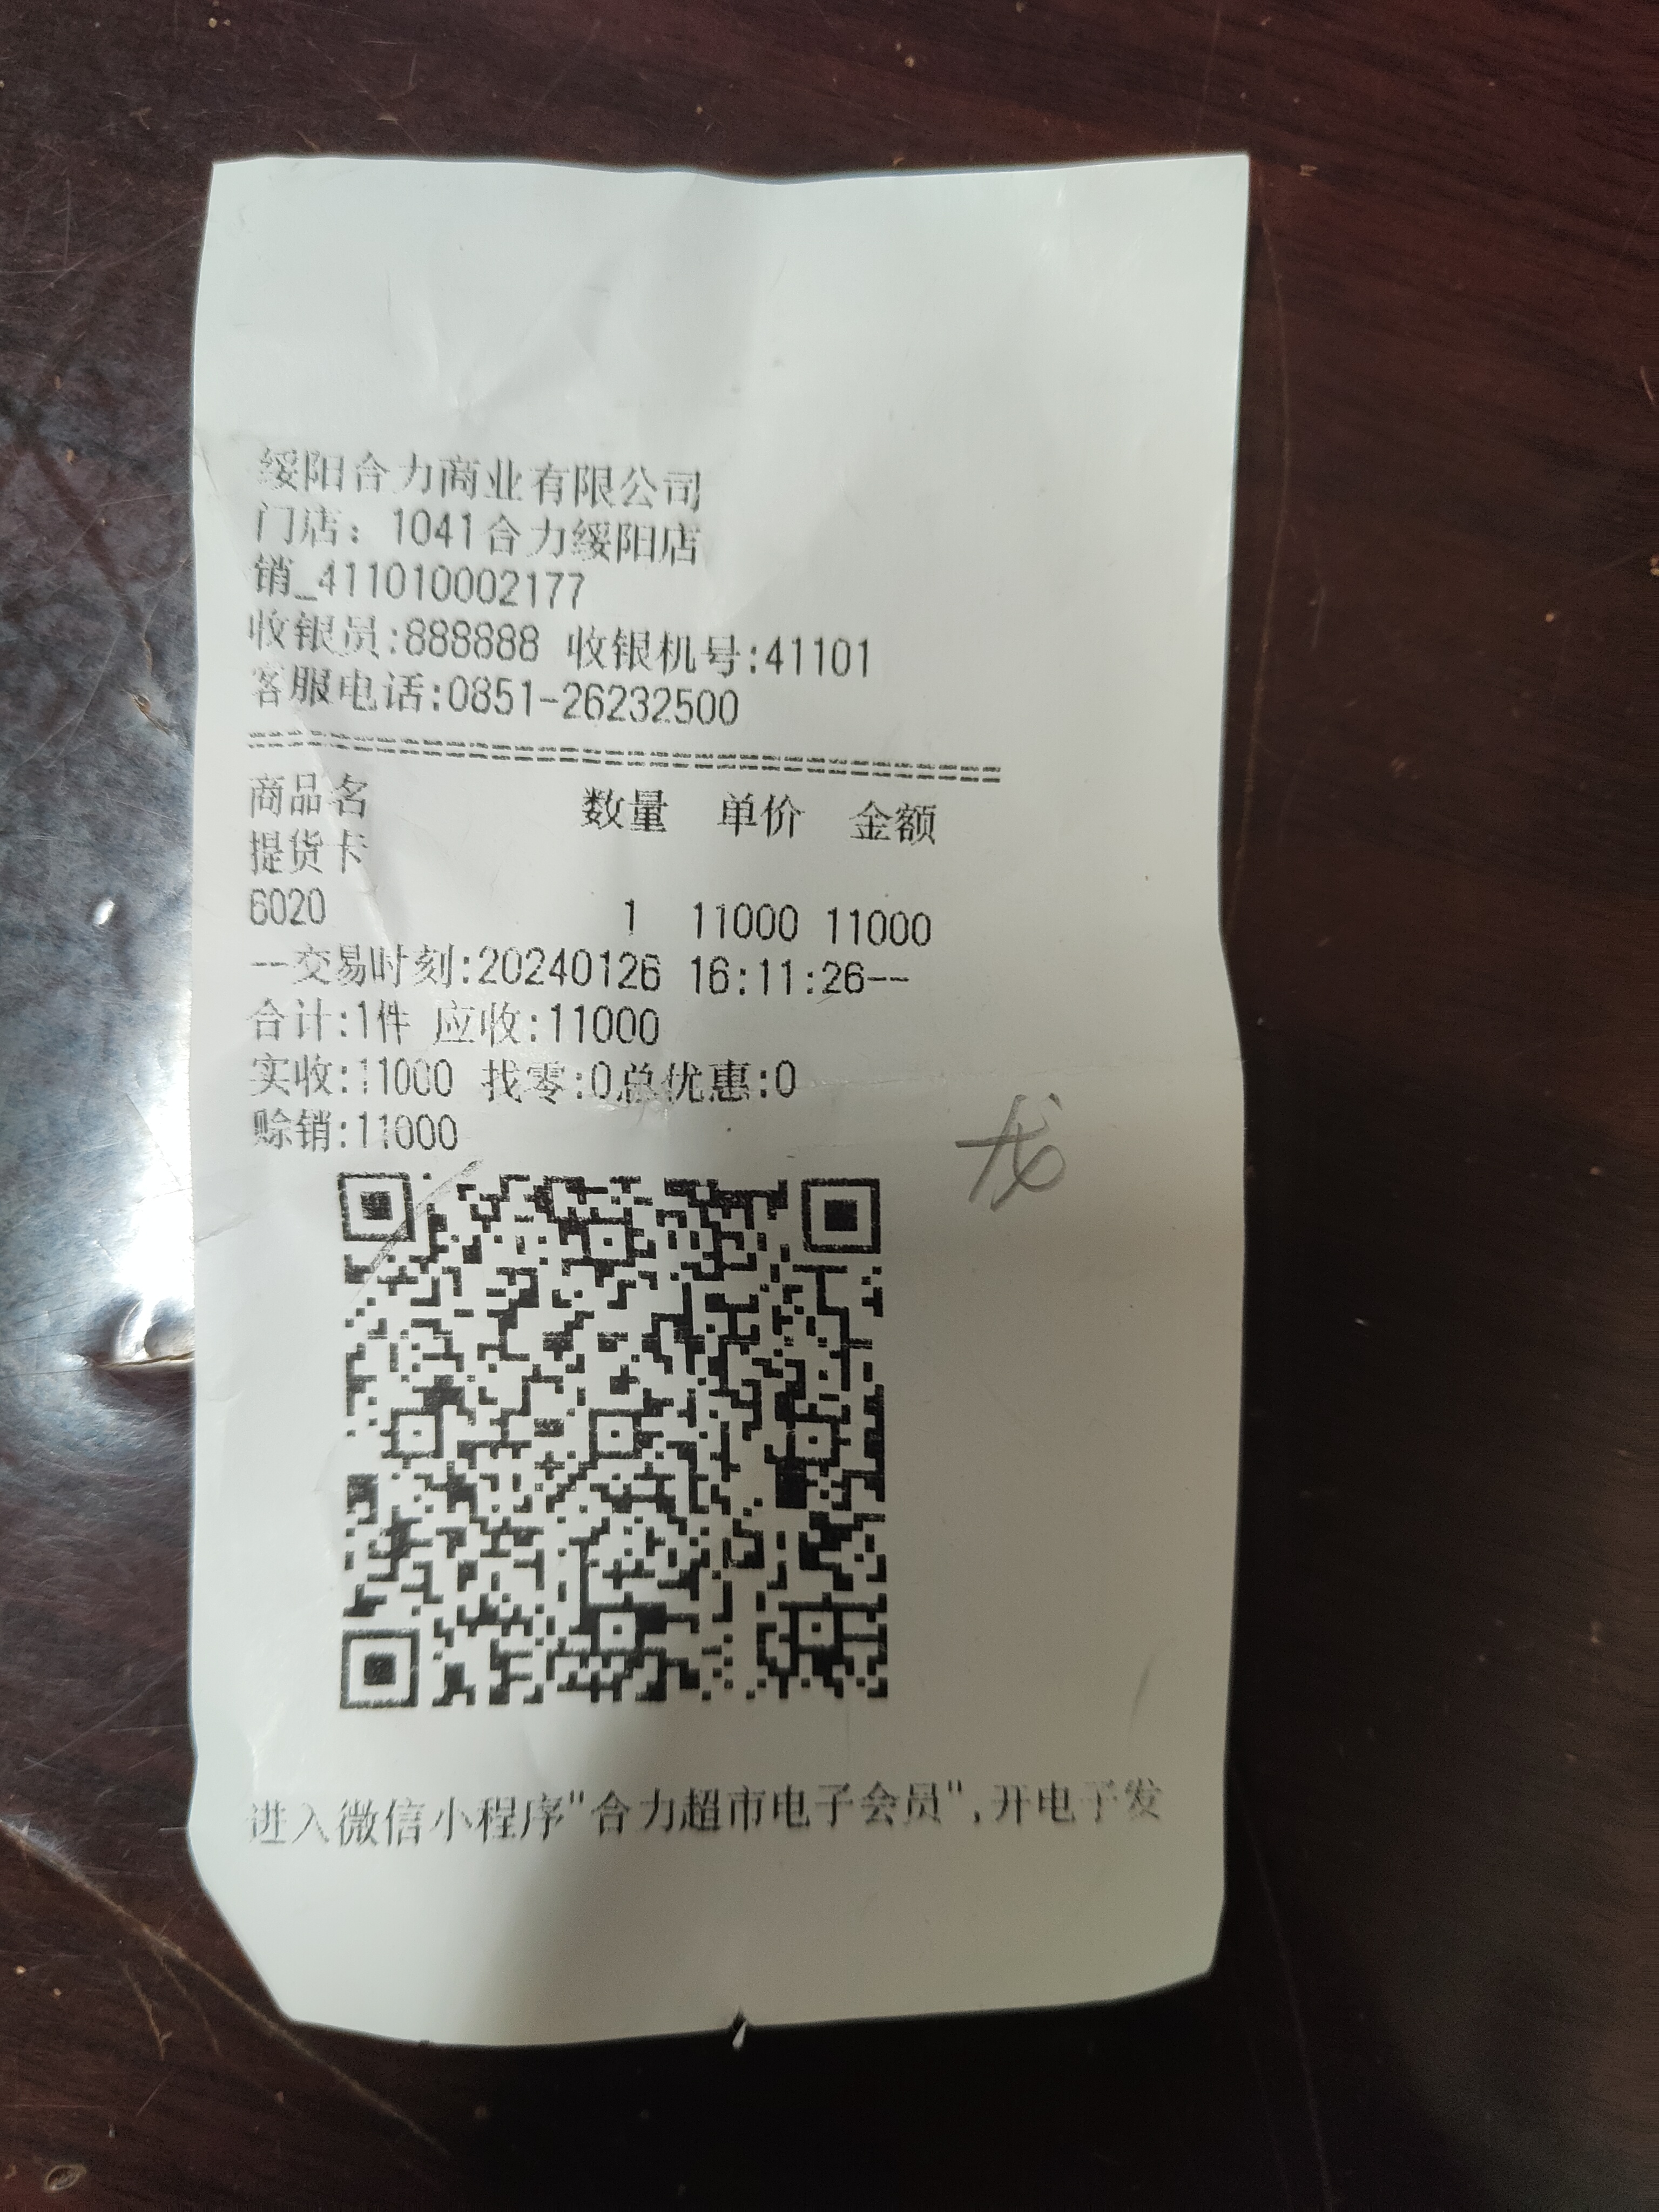 绥阳合力商业有限公司
门店：1041合力绥阳店
销_411010002177
收银员:888888 收银机号:41101
客服电话:0851-26232500
===================================
商品名 数量 单价 金额
提货卡
6020 1 11000 11000
--交易时刻:20240126 16:11:26--
合计:1件 应收:11000
实收:11000 找零:0总优惠:0
赊销:11000
龙
进入微信小程序"合力超市电子会员",开电子发